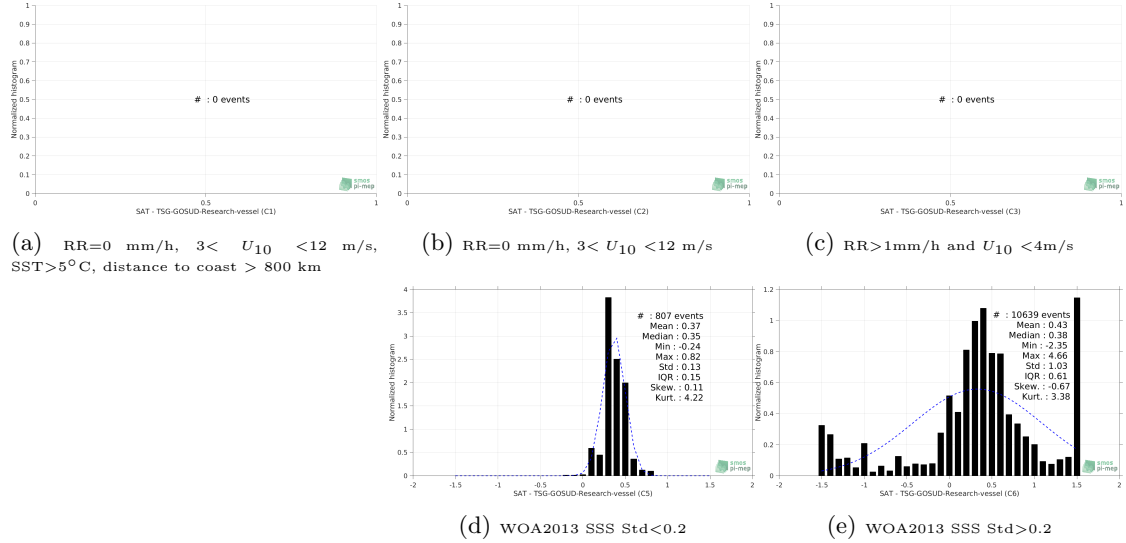 1
0.9
0.8
0.7
0.6
0.5
0.4
0.3
0.2
0.1
0
Normalized histogram
# : 0 events
smos
pi-mep
0 0.5 1
SAT - TSG-GOSUD-Research-vessel (C1)
(a) RR=0 mm/h, 3< U10 <12 m/s,
SST>5°C, distance to coast > 800 km
1
0.9
0.8
0.7
0.6
0.5
0.4
0.3
0.2
0.1
0
Normalized histogram
# : 0 events
smos
pi-mep
0 0.5 1
SAT - TSG-GOSUD-Research-vessel (C2)
(b) RR=0 mm/h, 3< U10 <12 m/s
1
0.9
0.8
0.7
0.6
0.5
0.4
0.3
0.2
0.1
0
Normalized histogram
# : 0 events
smos
pi-mep
0 0.5 1
SAT - TSG-GOSUD-Research-vessel (C3)
(c) RR>1mm/h and U10 <4m/s
4
3.5
3
2.5
2
1.5
1
0.5
0
Normalized histogram
# : 807 events
Mean : 0.37
Median : 0.35
Min : -0.24
Max : 0.82
Std : 0.13
IQR : 0.15
Skew. : 0.11
Kurt. : 4.22
smos
pi-mep
-2 -1.5 -1 -0.5 0 0.5 1 1.5 2
SAT - TSG-GOSUD-Research-vessel (C5)
(d) WOA2013 SSS Std<0.2
1.2
1
0.8
0.6
0.4
0.2
0
Normalized histogram
# : 10639 events
Mean : 0.43
Median : 0.38
Min : -2.35
Max : 4.66
Std : 1.03
IQR : 0.61
Skew. : -0.67
Kurt. : 3.38
smos
pi-mep
-2 -1.5 -1 -0.5 0 0.5 1 1.5 2
SAT - TSG-GOSUD-Research-vessel (C6)
(e) WOA2013 SSS Std>0.2